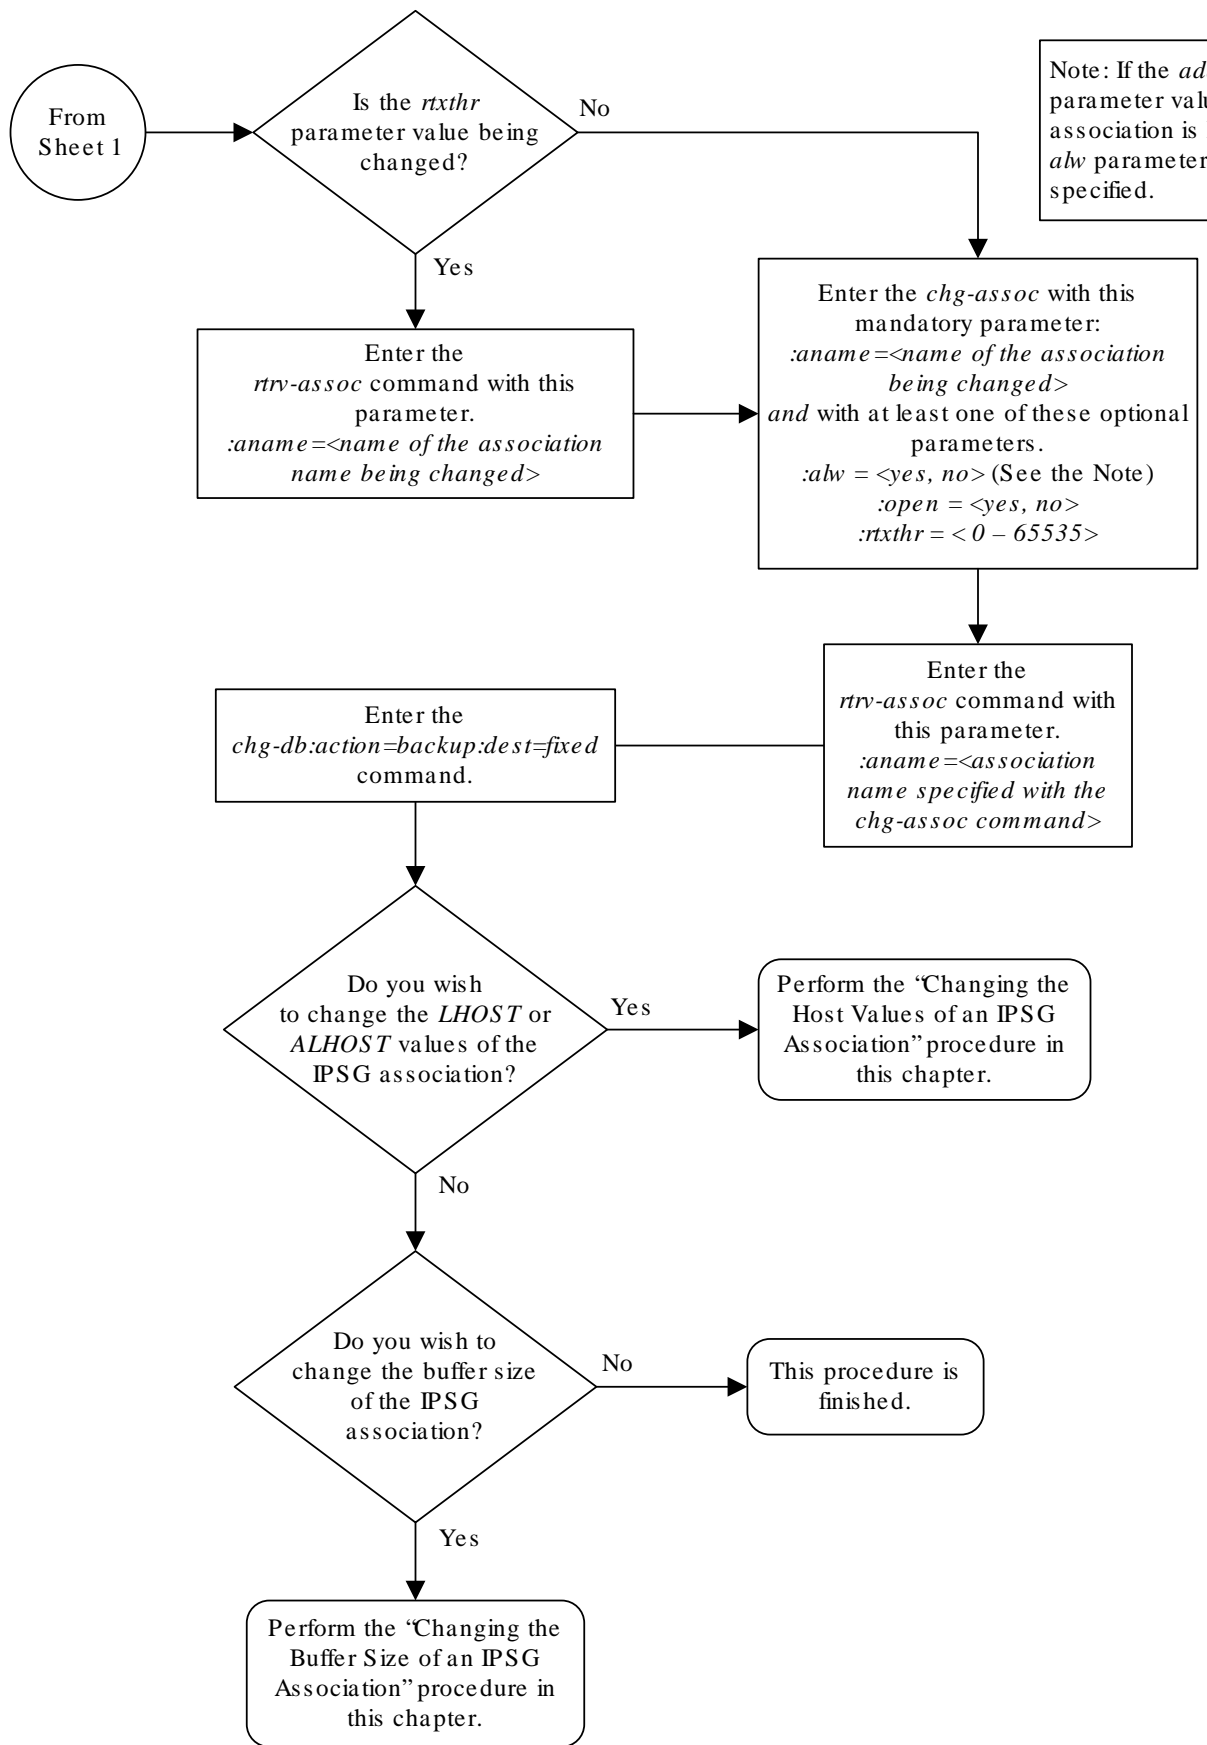 From
Sheet 1
Is the rtxthr
parameter value being
changed?
No
Yes
Note: If the
parameter
association is
alw parameter
specified.
Enter the
rtrv-assoc command with this
parameter.
:aname=<name of the association
name being changed>
Enter the chg-assoc with this
mandatory parameter:
:aname=<name of the association
being changed>
and with at least one of these optional
parameters.
:alw = <yes, no> (See the Note)
:open = <yes, no>
:rtxthr = < 0 – 65535>
Enter the
rtrv-assoc command with
this parameter.
:aname=<association
name specified with the
chg-assoc command>
Enter the
chg-db:action=backup:dest=fixed
command.
Do you wish
to change the LHOST or
ALHOST values of the
IPSG association?
Yes
No
Perform the “Changing the
Host Values of an IPSG
Association” procedure in
this chapter.
Do you wish to
change the buffer size
of the IPSG
association?
No
Yes
This procedure is
finished.
Perform the “Changing the
Buffer Size of an IPSG
Association” procedure in
this chapter.